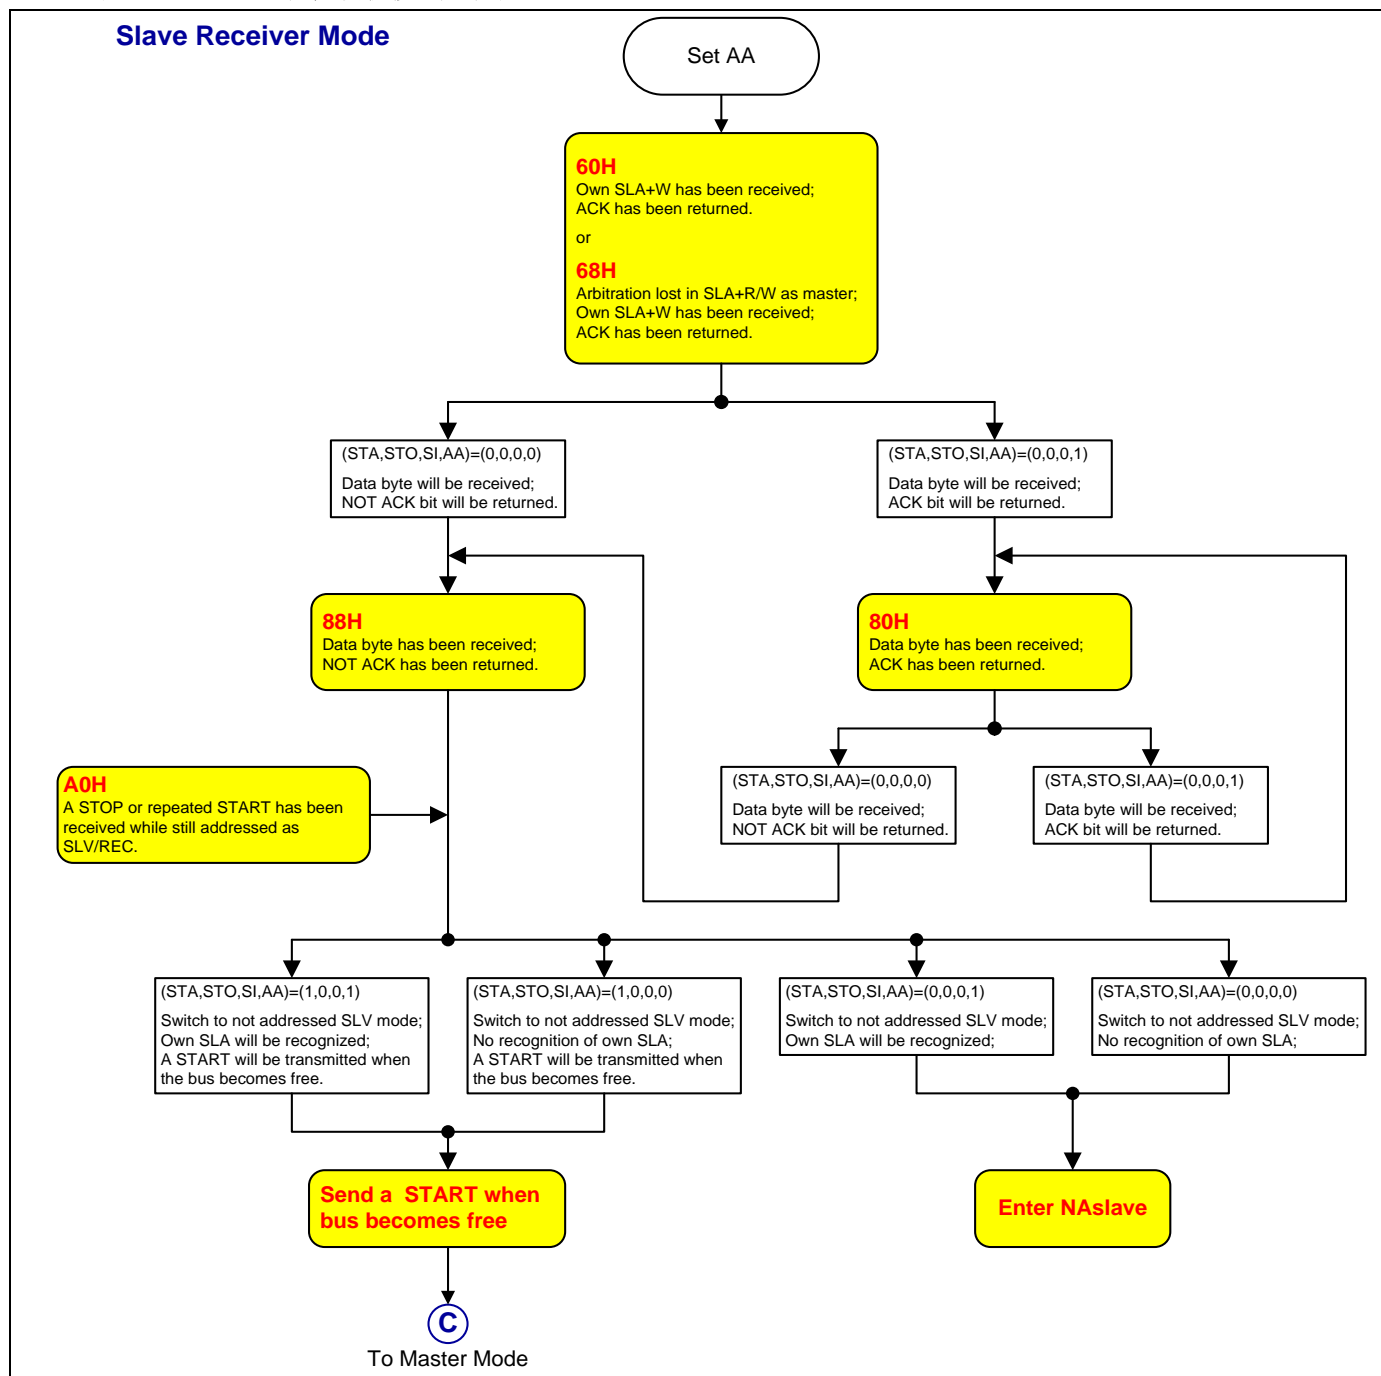 Slave Receiver Mode
Set AA
60H
Own SLA+W has been received;
ACK has been returned.
or
68H
Arbitration lost in SLA+R/W as master;
Own SLA+W has been received;
ACK has been returned.
(STA,STO,SI,AA)=(0,0,0,0)
Data byte will be received;
NOT ACK bit will be returned.
(STA,STO,SI,AA)=(0,0,0,1)
Data byte will be received;
ACK bit will be returned.
88H
Data byte has been received;
NOT ACK has been returned.
80H
Data byte has been received;
ACK has been returned.
A0H
A STOP or repeated START has been
received while still addressed as
SLV/REC.
(STA,STO,SI,AA)=(0,0,0,0)
Data byte will be received;
NOT ACK bit will be returned.
(STA,STO,SI,AA)=(0,0,0,1)
Data byte will be received;
ACK bit will be returned.
(STA,STO,SI,AA)=(1,0,0,1)
Switch to not addressed SLV mode;
Own SLA will be recognized;
A START will be transmitted when
the bus becomes free.
(STA,STO,SI,AA)=(1,0,0,0)
Switch to not addressed SLV mode;
No recognition of own SLA;
A START will be transmitted when
the bus becomes free.
(STA,STO,SI,AA)=(0,0,0,1)
Switch to not addressed SLV mode;
Own SLA will be recognized;
(STA,STO,SI,AA)=(0,0,0,0)
Switch to not addressed SLV mode;
No recognition of own SLA;
Send a START when
bus becomes free
Enter NAslave
C
To Master Mode